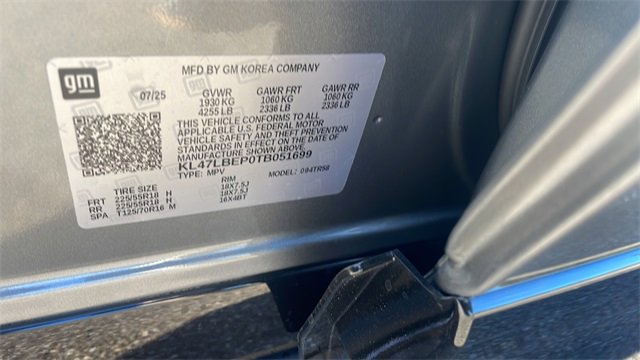 gm
MFD BY GM KOREA COMPANY
07/25
GVWR GAWR FRT GAWR RR
1930 KG 1060 KG 1060 KG
4255 LB 2336 LB 2336 LB
THIS VEHICLE CONFORMS TO ALL
APPLICABLE U.S. FEDERAL MOTOR
VEHICLE SAFETY AND THEFT PREVENTION
STANDARDS IN EFFECT ON THE DATE OF
MANUFACTURE SHOWN ABOVE.
KL47LBEP0TB051699
TYPE: MPV MODEL: 094TR58
TIRE SIZE RIM
FRT 225/55R18 H 18X7.5J
RR 225/55R18 H 18X7.5J
SPA T125/70R16 M 16X4BT